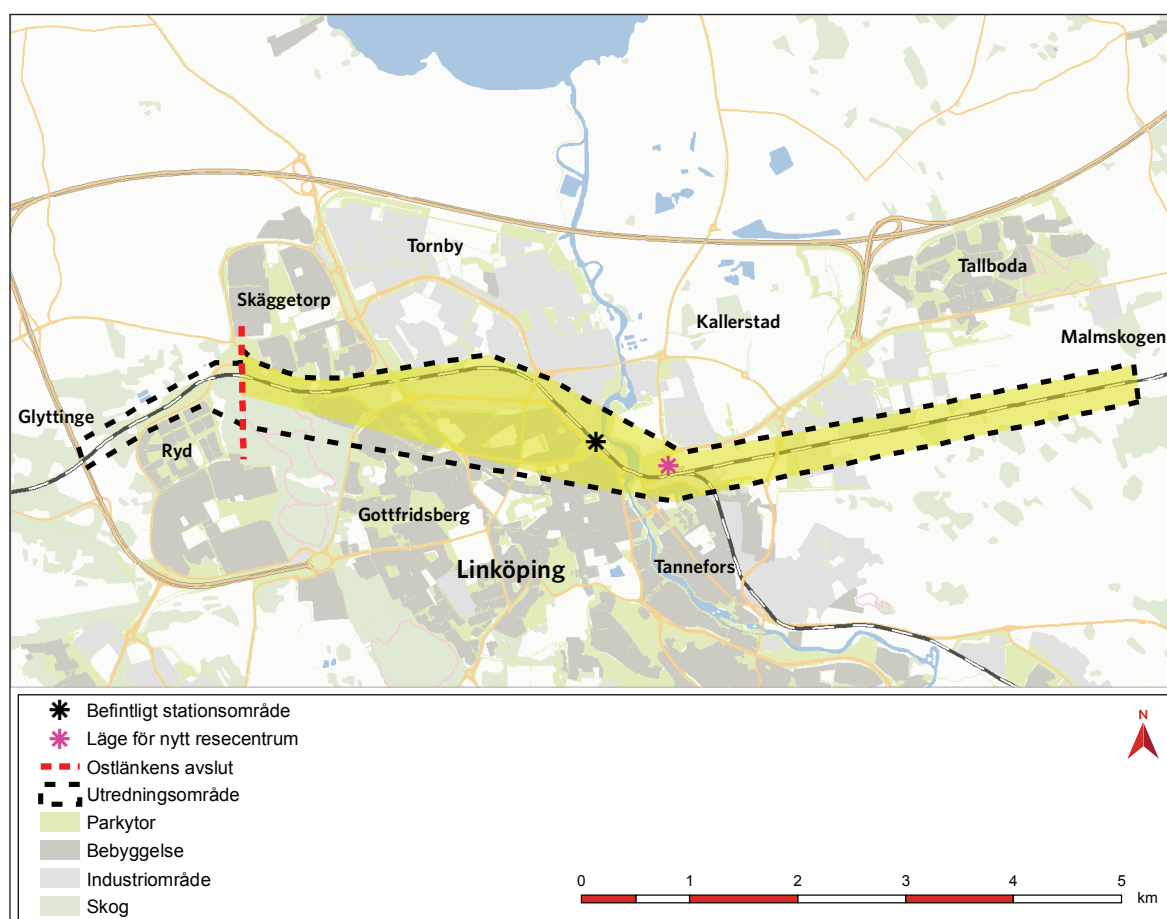 Tornby
Tallboda
Skäggetorp
Kallerstad
Malmskogen
Glyttinge
Ryd
Gottfridsberg
Linköping
Tannefors
Befintligt stationsområde
Läge för nytt resecentrum
Ostlänkens avslut
Utredningsområde
Parkytor
Bebyggelse
Industriområde
Skog
N
0 1 2 3 4 5
km